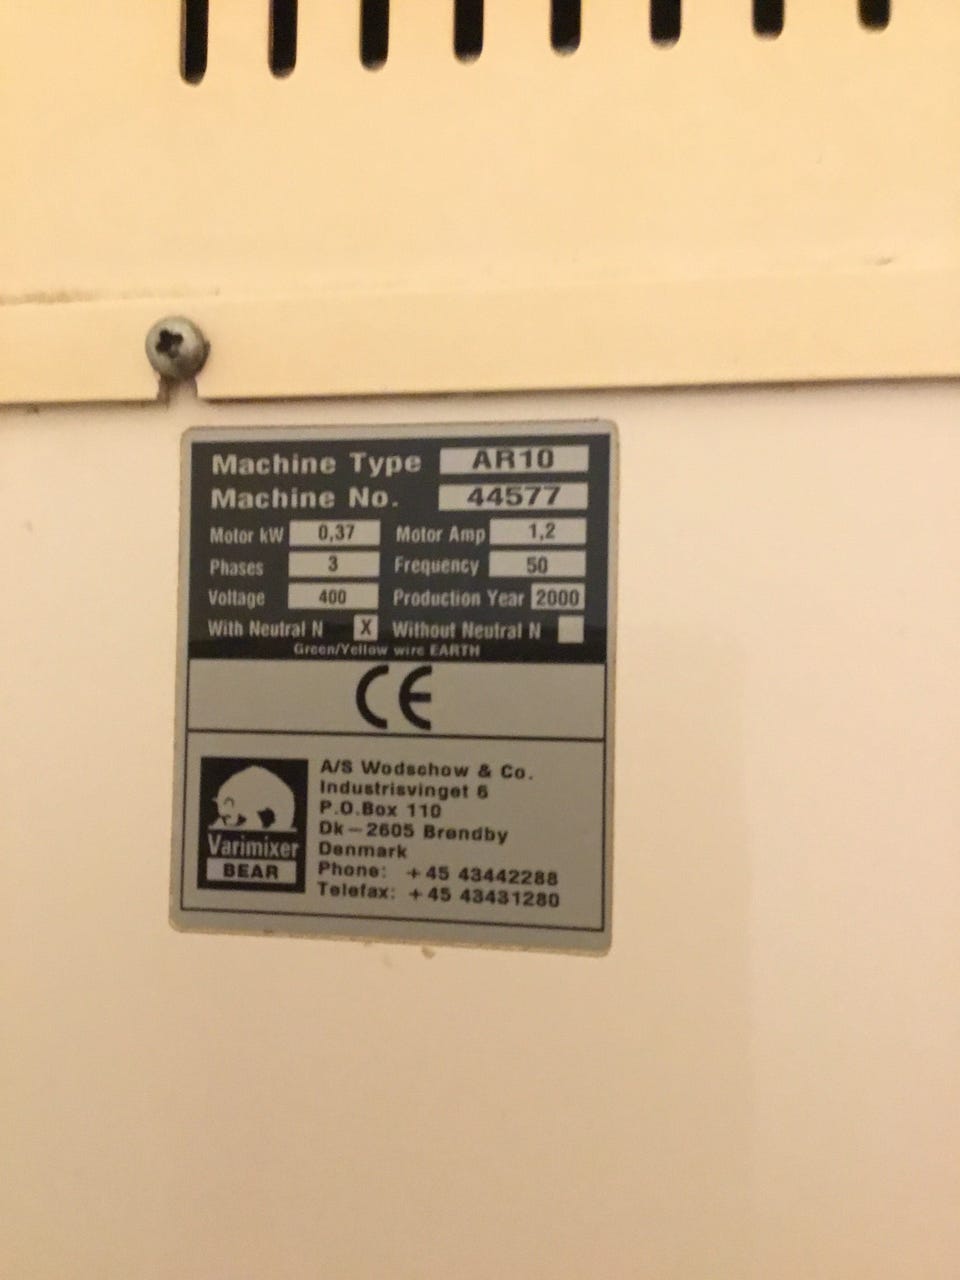 Machine Type AR10
Machine No. 44577
Motor kW 0,37 Motor Amp 1,2
Phases 3 Frequency 50
Voltage 400 Production Year 2000
With Neutral N X Without Neutral N
Green/Yellow wire EARTH
CE
A/S Wodschow & Co.
Industrisvinget 6
P.O.Box 110
Dk-2605 Brøndby
Denmark
Phone: +45 43442288
Telefax: +45 43431280
Varimixer
BEAR